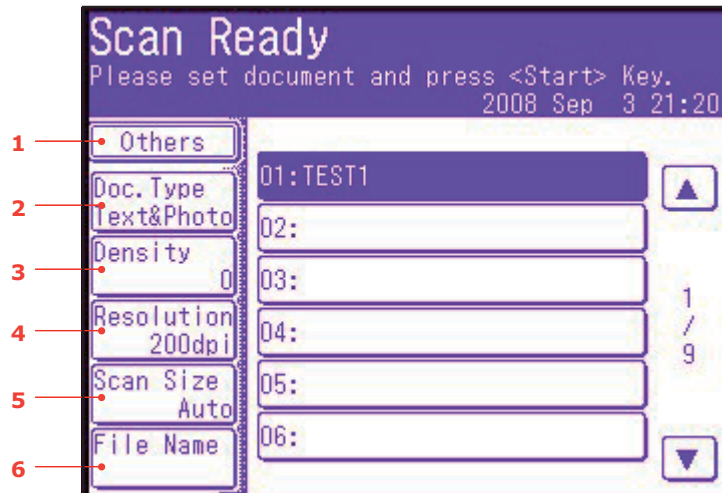 Scan Ready
Please set document and press <Start> Key.
2008 Sep 3 21:20
1 Others
2 Doc.Type
Text&Photo
3 Density
0
4 Resolution
200dpi
5 Scan Size
Auto
6 File Name
01:TEST1
02:
03:
04:
05:
06:
▲
1
/
9
▼